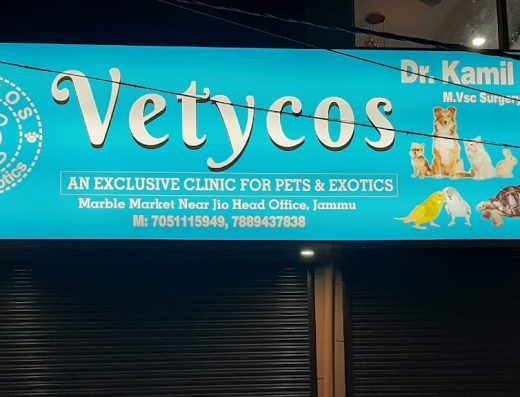 Vetycos
Dr. Kamil
M.Vsc Surgery
AN EXCLUSIVE CLINIC FOR PETS & EXOTICS
Marble Market Near Jio Head Office, Jammu
M: 7051115949, 7889437838